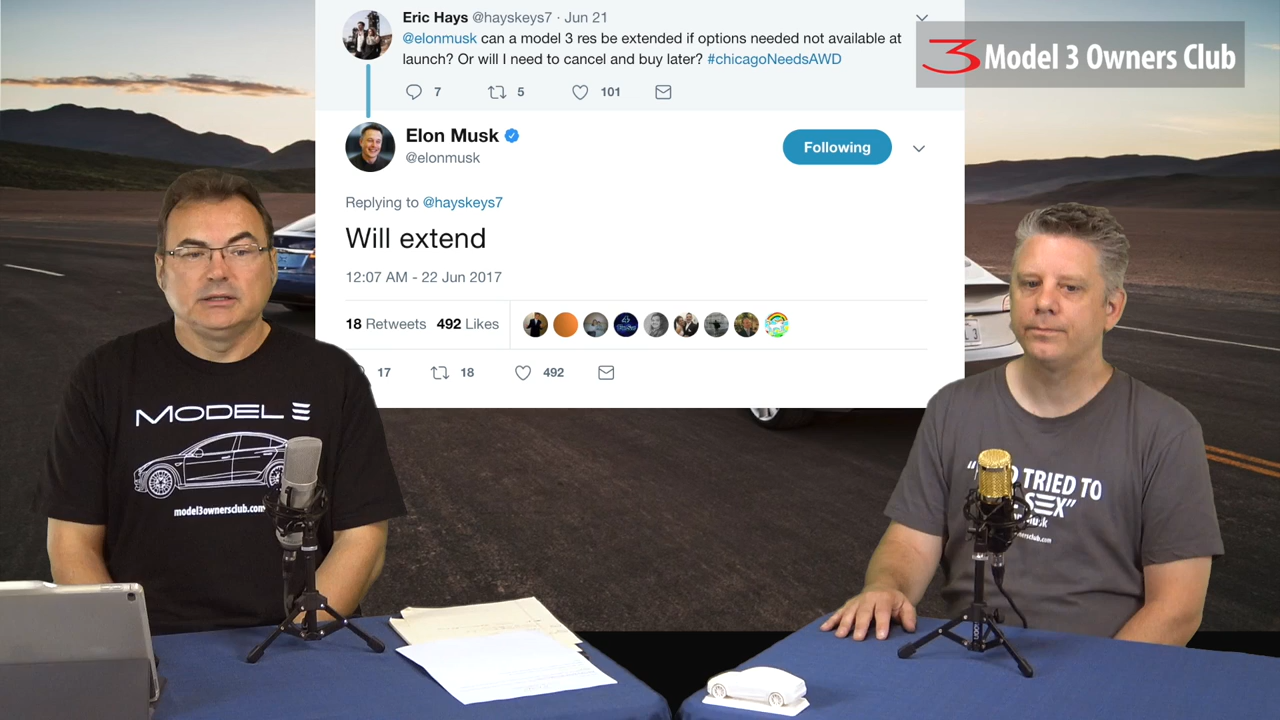 Eric Hays @hayskeys7 · Jun 21
@elonmusk can a model 3 res be extended if options needed not available at
launch? Or will I need to cancel and buy later? #chicagoNeedsAWD
7 5 101
3 Model 3 Owners Club
Elon Musk
@elonmusk
Following
Replying to @hayskeys7
Will extend
12:07 AM - 22 Jun 2017
18 Retweets 492 Likes
17 18 492
MODEL
model3ownersclub.com
TRIED TO